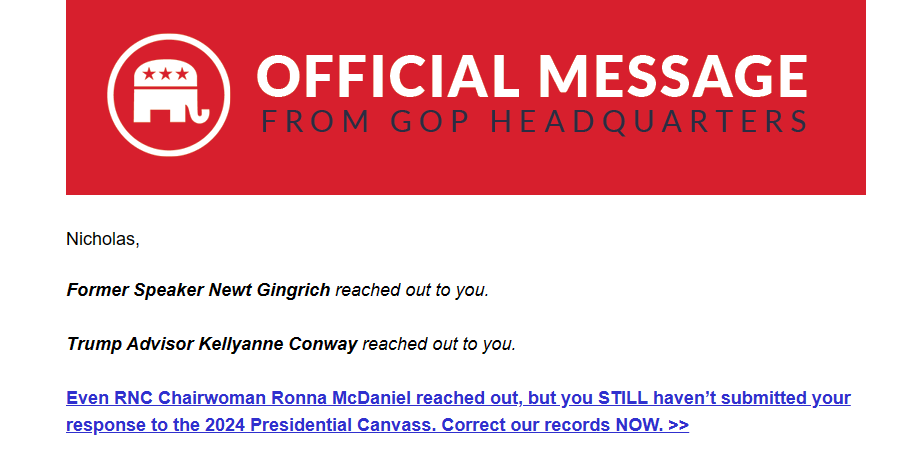 OFFICIAL MESSAGE
FROM GOP HEADQUARTERS
Nicholas,
Former Speaker Newt Gingrich reached out to you.
Trump Advisor Kellyanne Conway reached out to you.
Even RNC Chairwoman Ronna McDaniel reached out, but you STILL haven’t submitted your
response to the 2024 Presidential Canvass. Correct our records NOW. >>